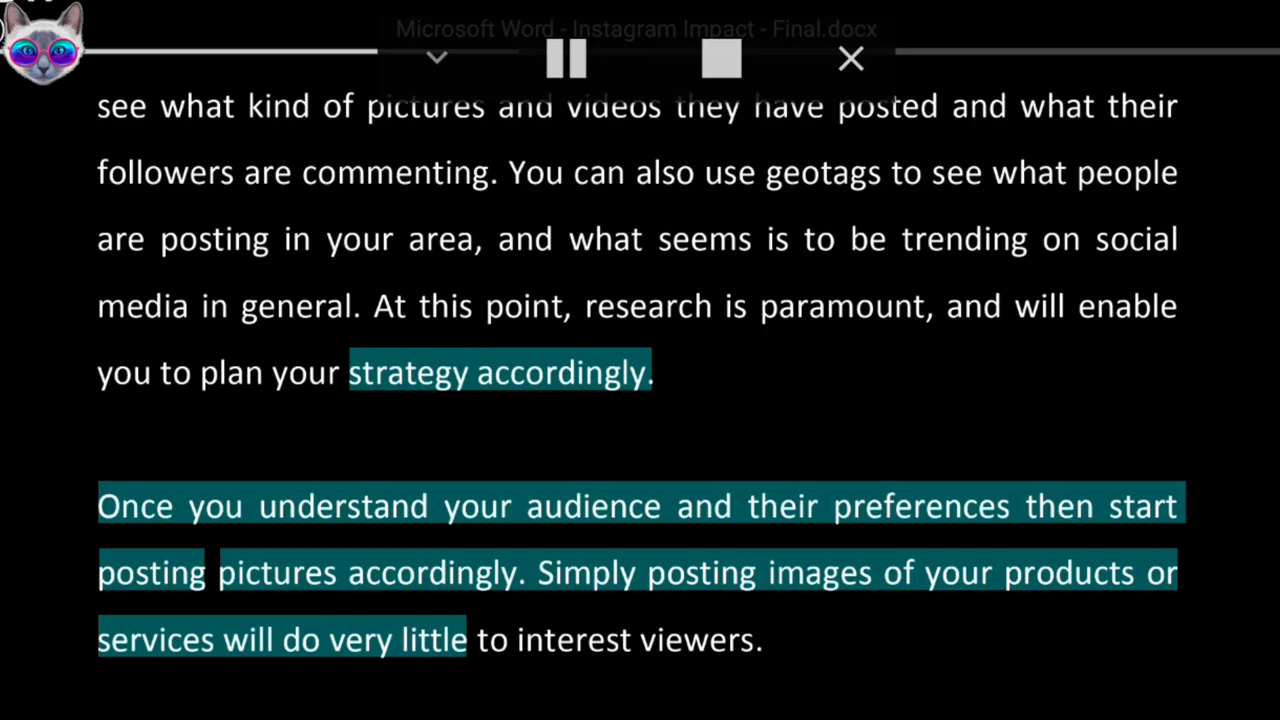 Microsoft Word - Instagram Impact - Final.docx
see what kind of pictures and videos they have posted and what their
followers are commenting. You can also use geotags to see what people
are posting in your area, and what seems is to be trending on social
media in general. At this point, research is paramount, and will enable
you to plan your strategy accordingly.
Once you understand your audience and their preferences then start
posting pictures accordingly. Simply posting images of your products or
services will do very little to interest viewers.